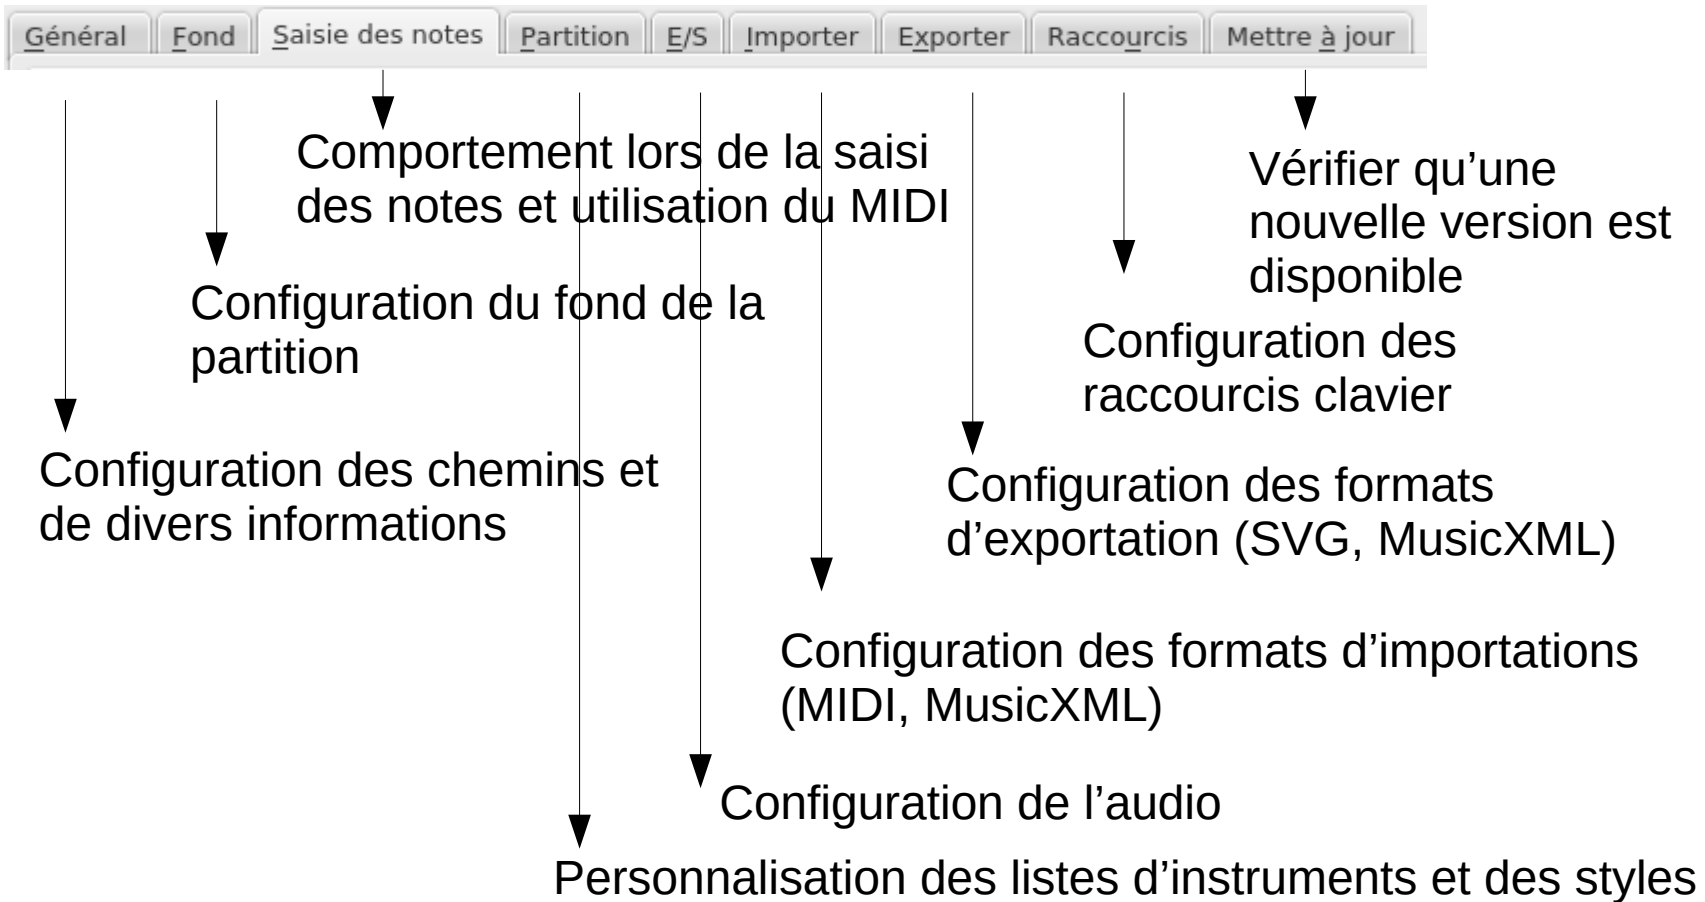 Général Fond Saisie des notes Partition E/S Importer Exporter Raccourcis Mettre à jour
Comportement lors de la saisi
des notes et utilisation du MIDI
Vérifier qu’une
nouvelle version est
disponible
Configuration du fond de la
partition
Configuration des
raccourcis clavier
Configuration des chemins et
de divers informations
Configuration des formats
d’exportation (SVG, MusicXML)
Configuration des formats d’importations
(MIDI, MusicXML)
Configuration de l’audio
Personnalisation des listes d’instruments et des styles